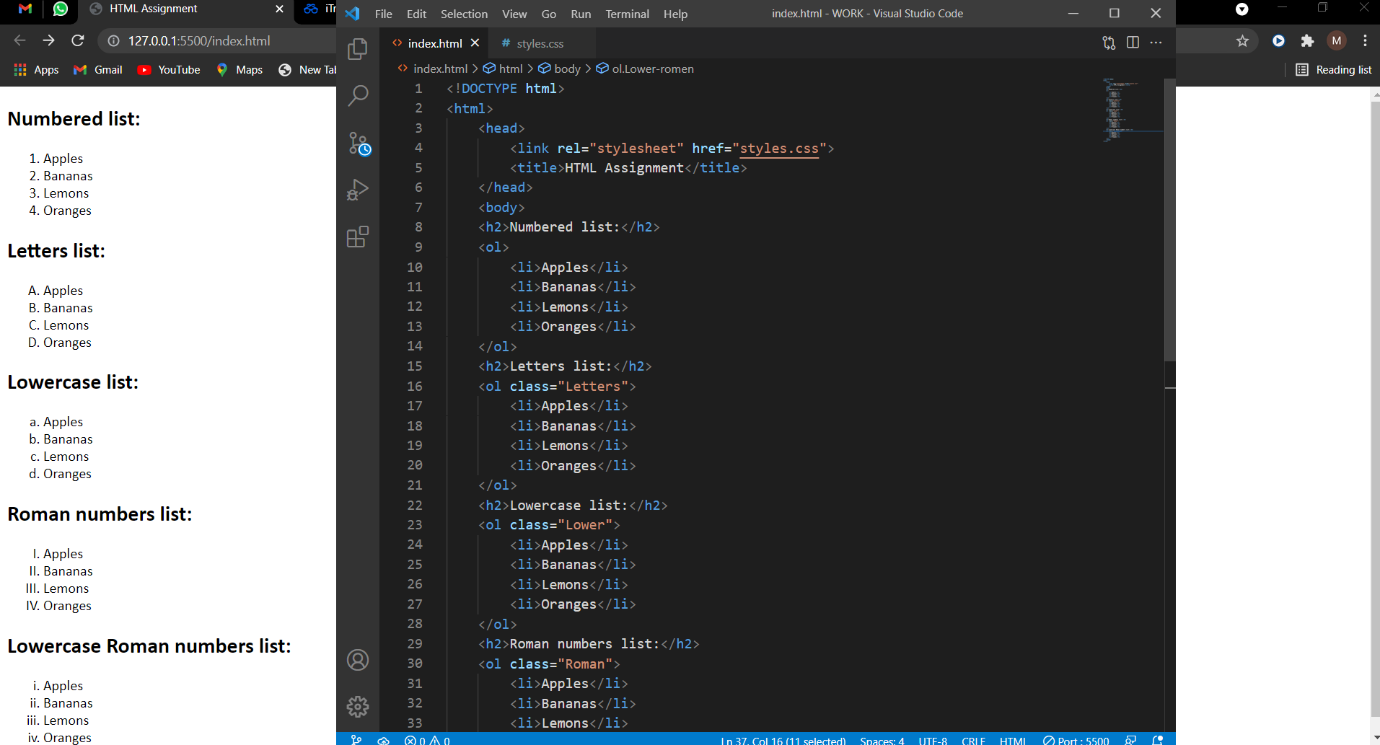 HTML Assignment
iTr
127.0.0.1:5500/index.html
Apps
Gmail
YouTube
Maps
New Tal
Reading list
M
Numbered list:
1. Apples
2. Bananas
3. Lemons
4. Oranges
Letters list:
A. Apples
B. Bananas
C. Lemons
D. Oranges
Lowercase list:
a. Apples
b. Bananas
c. Lemons
d. Oranges
Roman numbers list:
I. Apples
II. Bananas
III. Lemons
IV. Oranges
Lowercase Roman numbers list:
i. Apples
ii. Bananas
iii. Lemons
iv. Oranges
File Edit Selection View Go Run Terminal Help index.html - WORK - Visual Studio Code
<> index.html # styles.css
<> index.html > html > body > ol.Lower-romen
1 <!DOCTYPE html>
2 <html>
3 <head>
4 <link rel="stylesheet" href="styles.css">
5 <title>HTML Assignment</title>
6 </head>
7 <body>
8 <h2>Numbered list:</h2>
9 <ol>
10 <li>Apples</li>
11 <li>Bananas</li>
12 <li>Lemons</li>
13 <li>Oranges</li>
14 </ol>
15 <h2>Letters list:</h2>
16 <ol class="Letters">
17 <li>Apples</li>
18 <li>Bananas</li>
19 <li>Lemons</li>
20 <li>Oranges</li>
21 </ol>
22 <h2>Lowercase list:</h2>
23 <ol class="Lower">
24 <li>Apples</li>
25 <li>Bananas</li>
26 <li>Lemons</li>
27 <li>Oranges</li>
28 </ol>
29 <h2>Roman numbers list:</h2>
30 <ol class="Roman">
31 <li>Apples</li>
32 <li>Bananas</li>
33 <li>Lemons</li>
0 0 Ln 37, Col 16 (11 selected) Spaces: 4 UTF-8 CRLF HTML Port : 5500